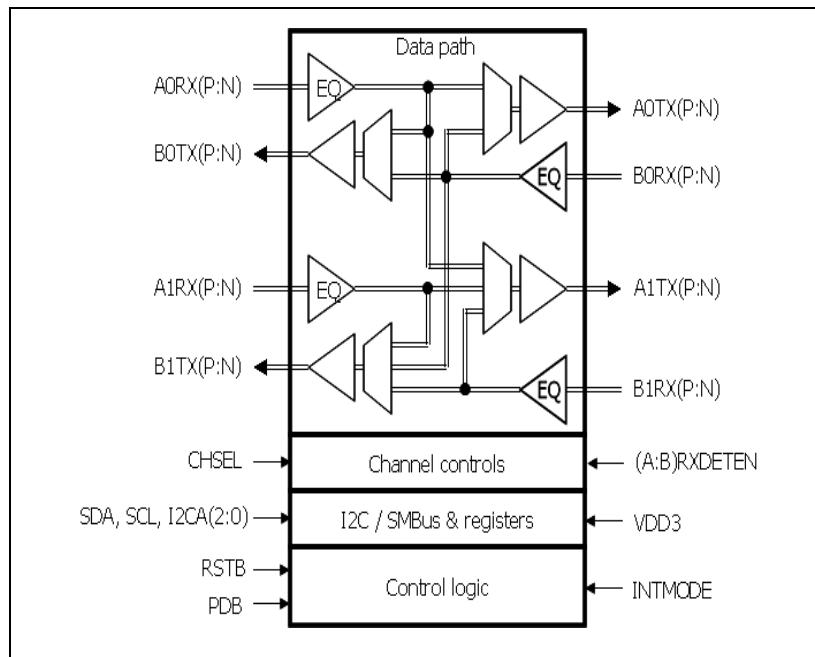 Data path
A0RX(P:N)
EQ
A0TX(P:N)
B0TX(P:N)
EQ
B0RX(P:N)
A1RX(P:N)
EQ
A1TX(P:N)
B1TX(P:N)
EQ
B1RX(P:N)
CHSEL
Channel controls
(A:B)RXDETEN
SDA, SCL, I2CA(2:0)
I2C / SMBus & registers
VDD3
RSTB
Control logic
INTMODE
PDB